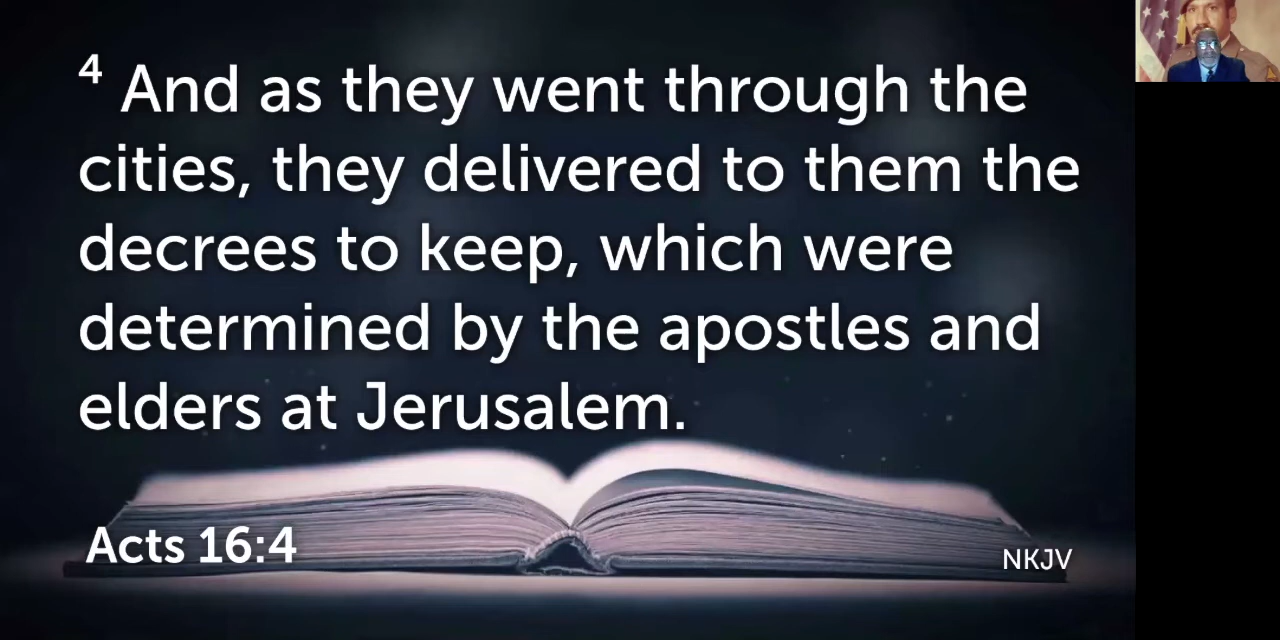 4 And as they went through the
cities, they delivered to them the
decrees to keep, which were
determined by the apostles and
elders at Jerusalem.
Acts 16:4
NKJV